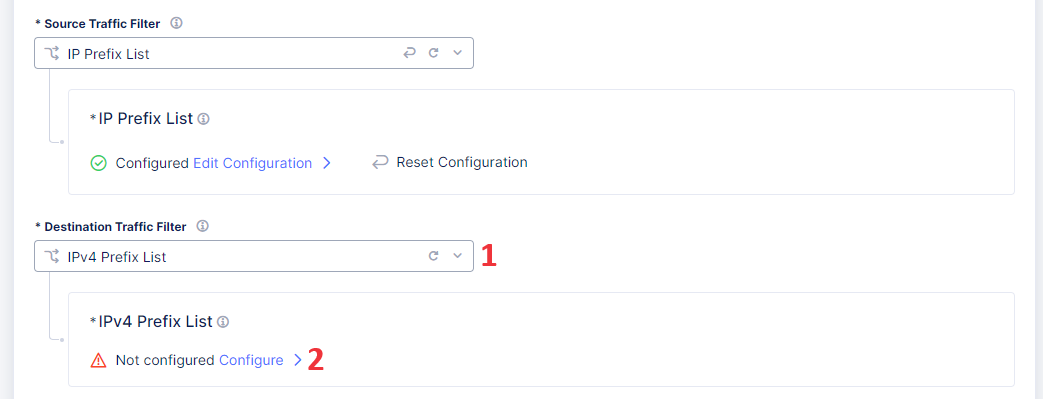 * Source Traffic Filter
IP Prefix List
*IP Prefix List
Configured Edit Configuration Reset Configuration
* Destination Traffic Filter
IPv4 Prefix List 1
*IPv4 Prefix List
Not configured Configure 2